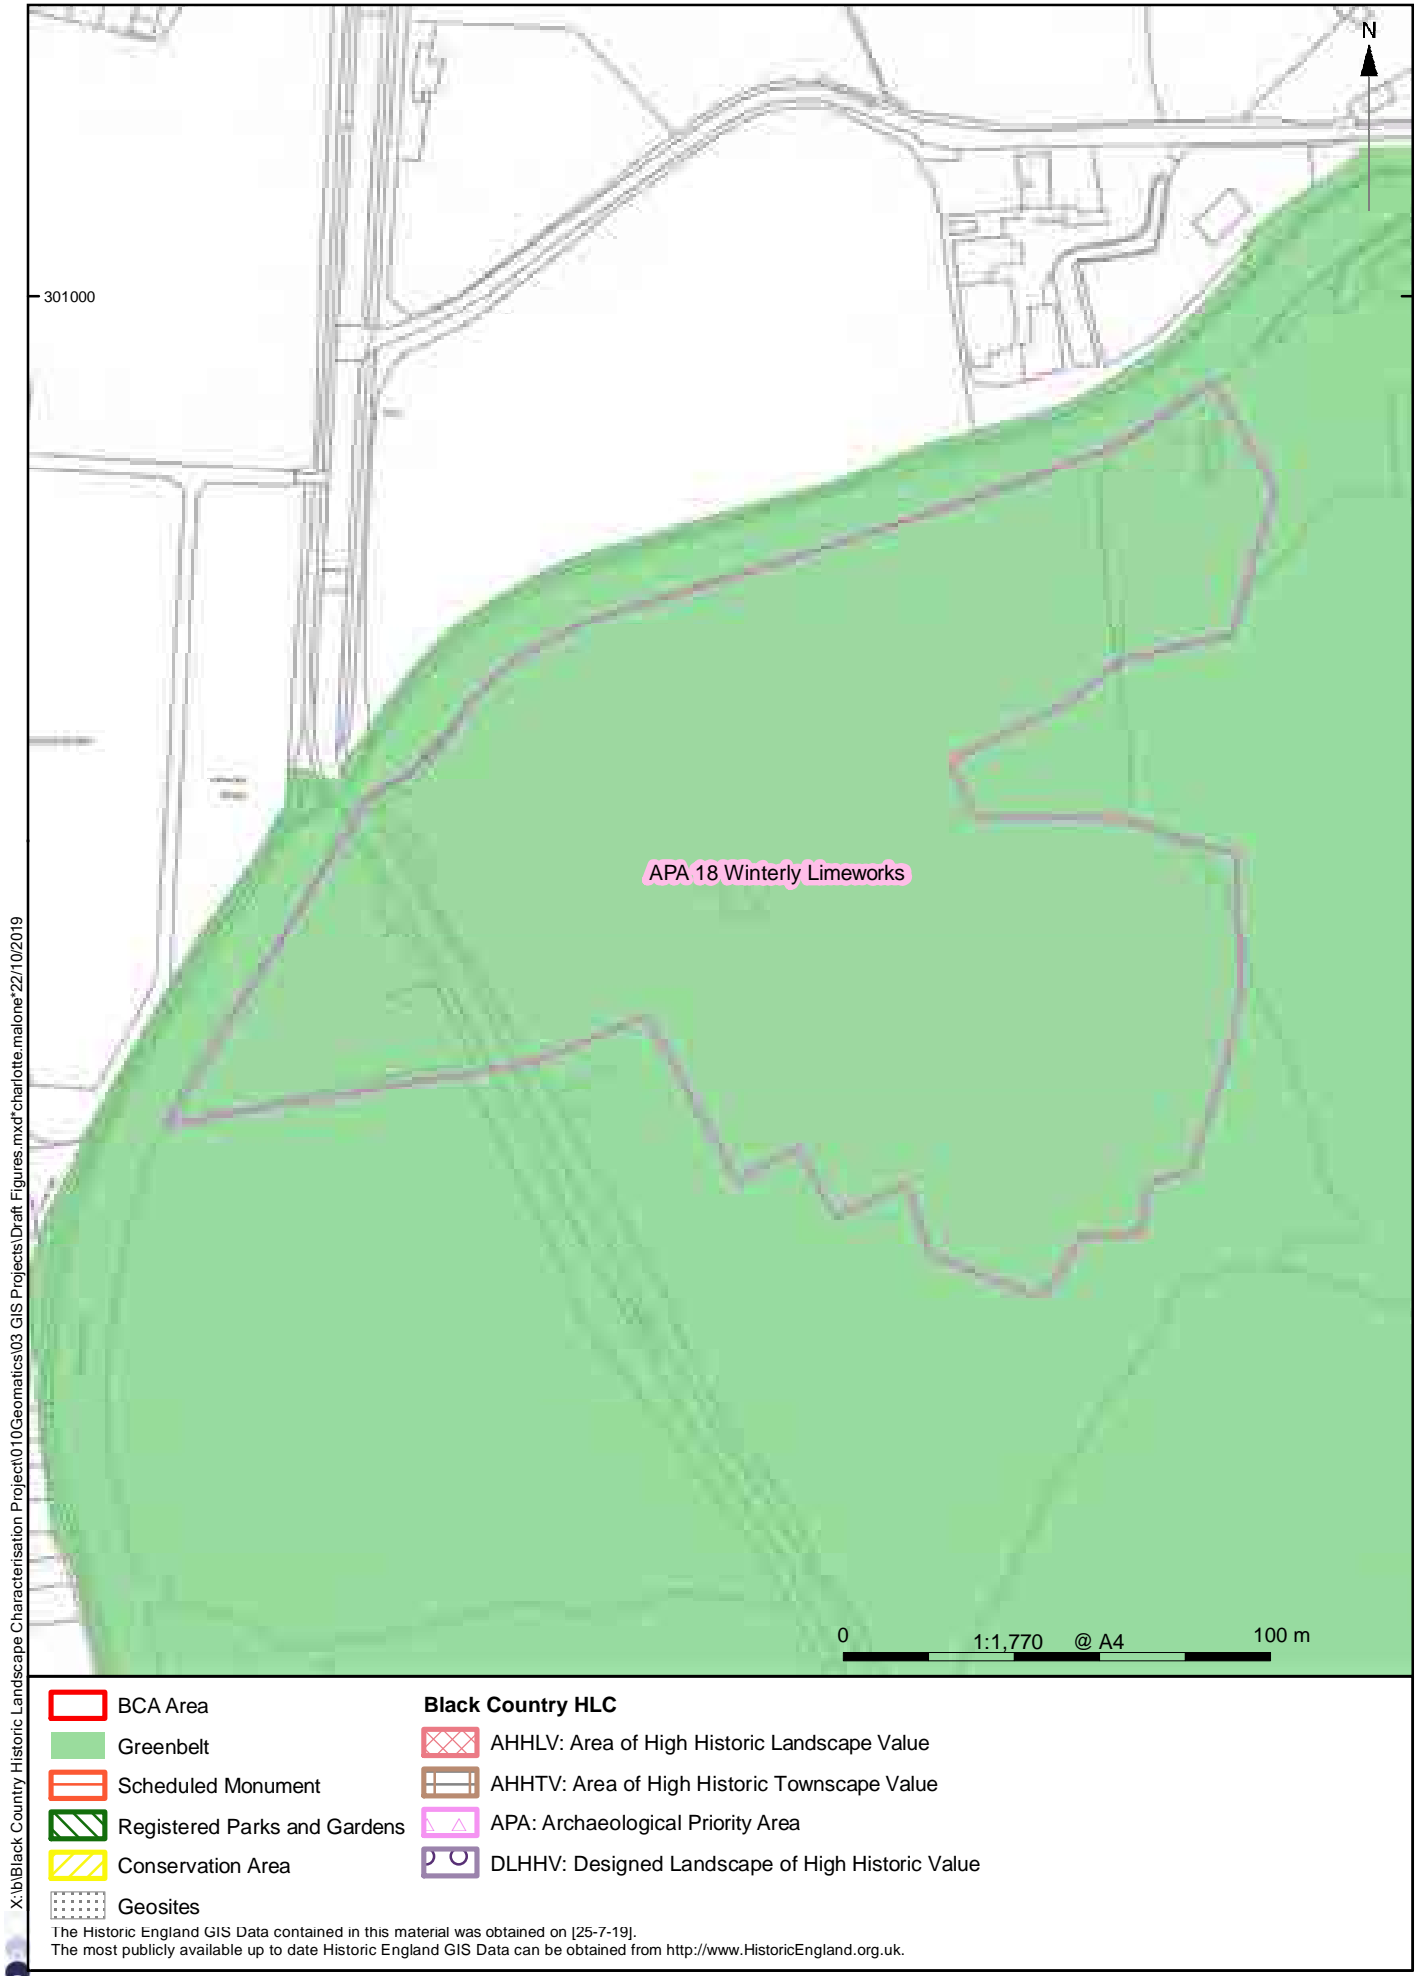 N
301000
APA 18 Winterly Limeworks
0
1:1,770 @ A4
100 m
X:\b\Black Country Historic Landscape Characterisation Project\010Geomatics\03 GIS Projects\Draft Figures.mxd*charlotte.malone*22/10/2019
BCA Area
Greenbelt
Scheduled Monument
Registered Parks and Gardens
Conservation Area
Geosites
Black Country HLC
AHHLV: Area of High Historic Landscape Value
AHHTV: Area of High Historic Townscape Value
APA: Archaeological Priority Area
DLHHV: Designed Landscape of High Historic Value
The Historic England GIS Data contained in this material was obtained on [25-7-19].
The most publicly available up to date Historic England GIS Data can be obtained from http://www.HistoricEngland.org.uk.